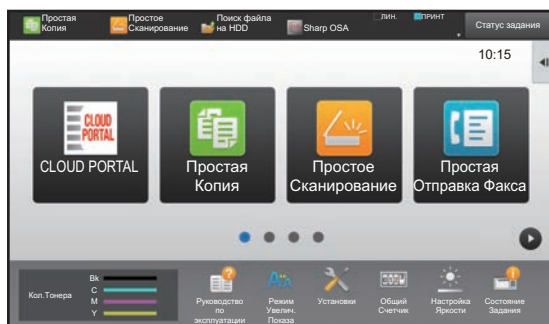 Простая
Копия
Простое
Сканирование
Поиск файла
на HDD
Sharp OSA
ЛИН.
ПРИНТ
Статус задания
10:15
CLOUD
PORTAL
CLOUD PORTAL
Простая
Копия
Простое
Сканирование
Простая
Отправка Факса
Кол.Тонера
Bk
C
M
Y
Руководство
по
эксплуатации
Режим
Увелич.
Показа
Установки
Общий
Счетчик
Настройка
Яркости
Состояние
Задания